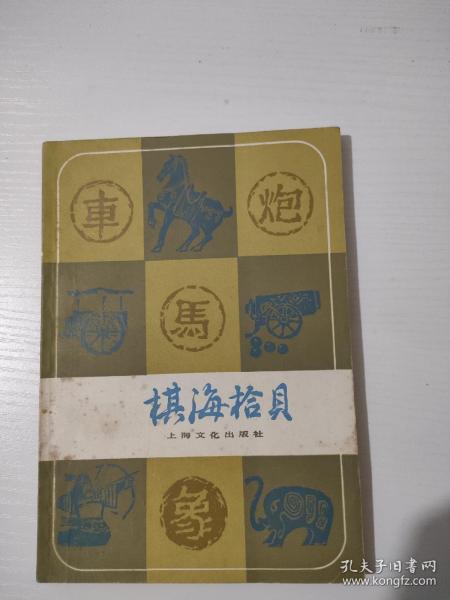 車
炮
馬
棋海拾貝
上海文化出版社
象
孔夫子旧书网
www.kongfz.com